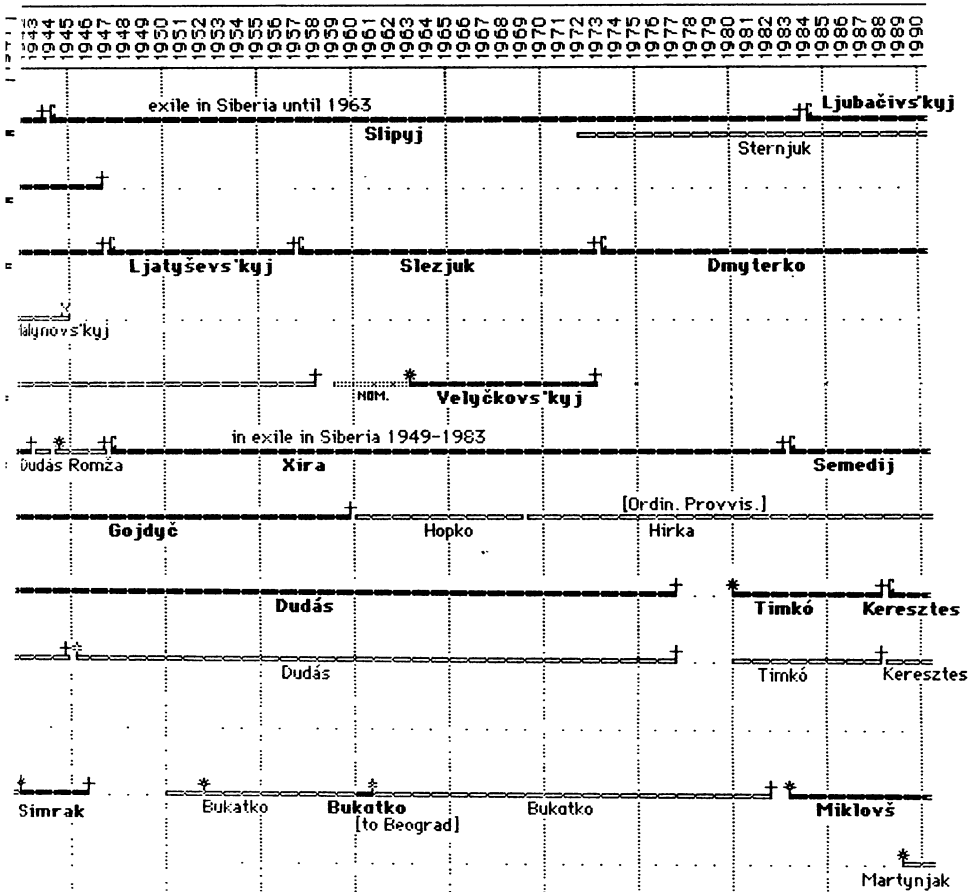 1943 1944 1945 1946 1947 1948 1949 1950 1951 1952 1953 1954 1955 1956 1957 1958 1959 1960 1961 1962 1963 1964 1965 1966 1967 1968 1969 1970 1971 1972 1973 1974 1975 1976 1977 1978 1979 1980 1981 1982 1983 1984 1985 1986 1987 1988 1989 1990
exile in Siberia until 1963 Ljubačivs'kyj
Slipyj Sternjuk
Ljatyševs'kyj Slezjuk Dmyterko
NOM. Velyčkovs'kyj
in exile in Siberia 1949-1983
Dudás Romža Xira Semedij
[Ordin. Provvis.]
Gojdyč Hopko Hirka
Dudás Timkó Keresztes
Dudás Timkó Keresztes
Simrak Bukatko Bukatko Bukatko Miklovš
[to Beograd]
Martynjak